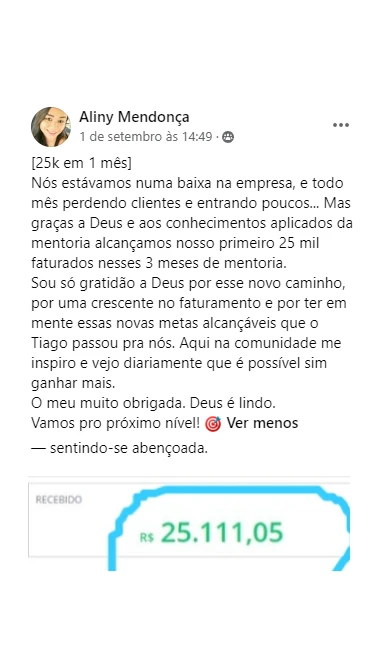 Aliny Mendonça
1 de setembro às 14:49 ·
[25k em 1 mês]
Nós estávamos numa baixa na empresa, e todo
mês perdendo clientes e entrando poucos... Mas
graças a Deus e aos conhecimentos aplicados da
mentoria alcançamos nosso primeiro 25 mil
faturados nesses 3 meses de mentoria.
Sou só gratidão a Deus por esse novo caminho,
por uma crescente no faturamento e por ter em
mente essas novas metas alcançáveis que o
Tiago passou pra nós. Aqui na comunidade me
inspiro e vejo diariamente que é possível sim
ganhar mais.
O meu muito obrigada. Deus é lindo.
Vamos pro próximo nível! 🎯 Ver menos
— sentindo-se abençoada.
RECEBIDO
R$ 25.111,05